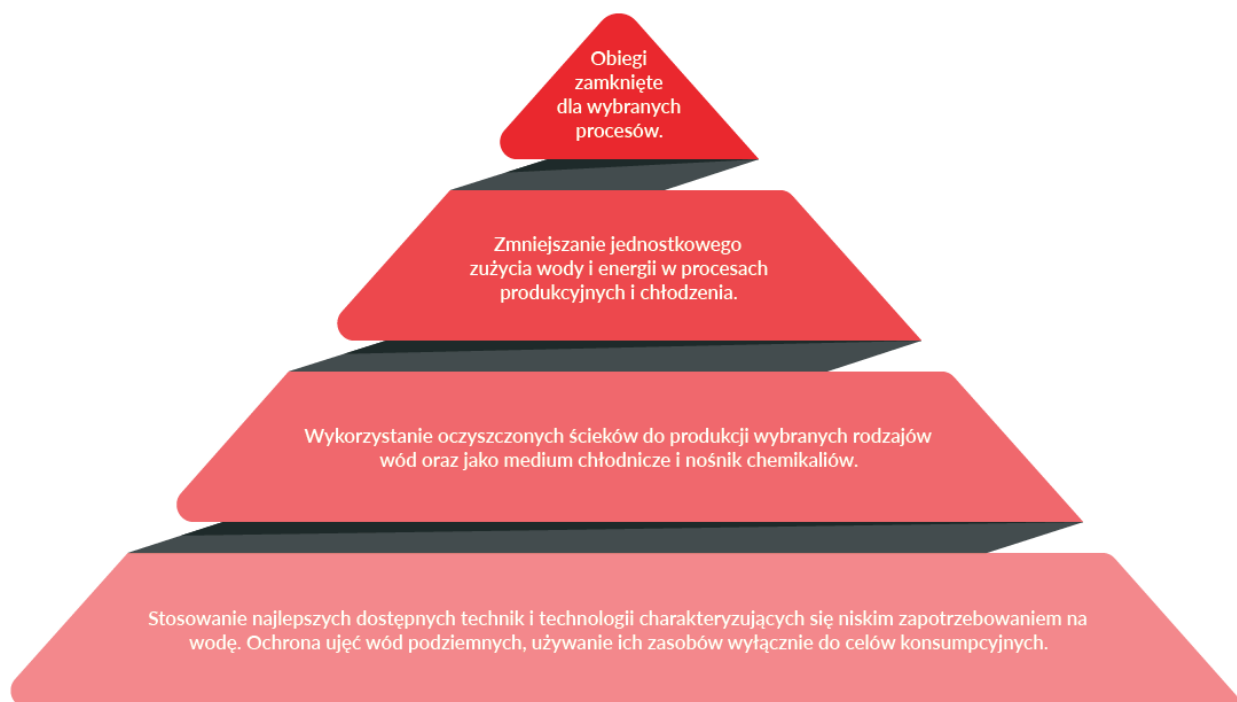 Obiegi
zamknięte
dla wybranych
procesów.
Zmniejszanie jednostkowego
zużycia wody i energii w procesach
produkcyjnych i chłodzenia.
Wykorzystanie oczyszczonych ścieków do produkcji wybranych rodzajów
wód oraz jako medium chłodnicze i nośnik chemikaliów.
Stosowanie najlepszych dostępnych technik i technologii charakteryzujących się niskim zapotrzebowaniem na
wodę. Ochrona ujęć wód podziemnych, używanie ich zasobów wyłącznie do celów konsumpcyjnych.